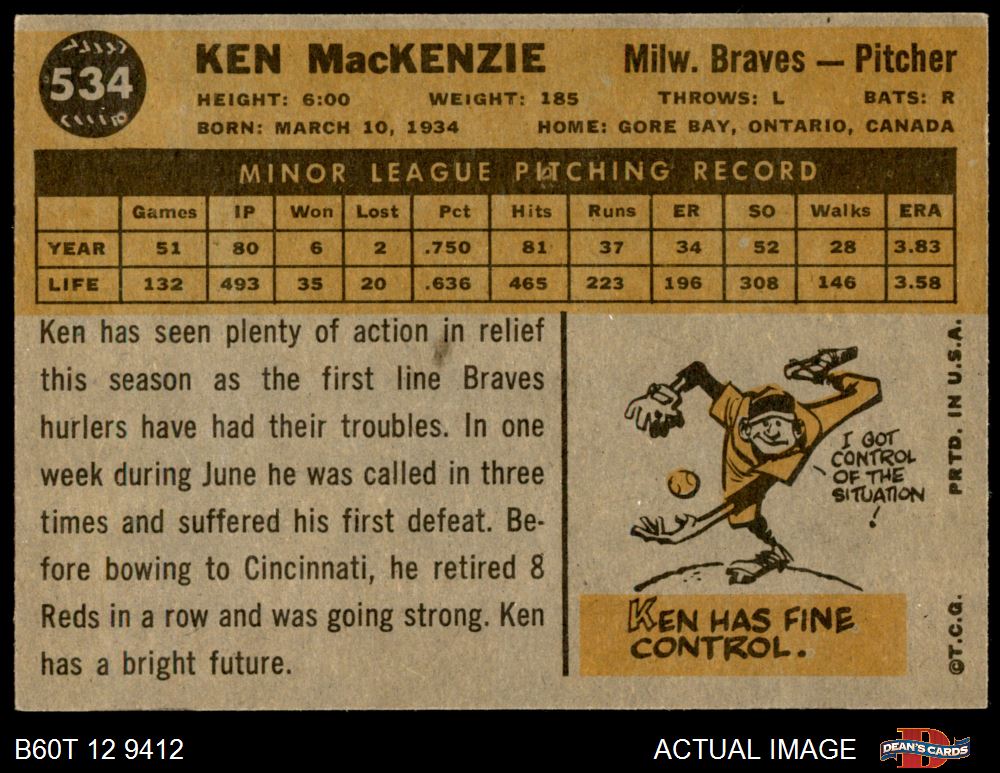 534
KEN MacKENZIE
Milw. Braves — Pitcher
HEIGHT: 6:00 WEIGHT: 185 THROWS: L BATS: R
BORN: MARCH 10, 1934 HOME: GORE BAY, ONTARIO, CANADA
MINOR LEAGUE PITCHING RECORD
Games IP Won Lost Pct Hits Runs ER SO Walks ERA
YEAR 51 80 6 2 .750 81 37 34 52 28 3.83
LIFE 132 493 35 20 .636 465 223 196 308 146 3.58
Ken has seen plenty of action in relief
this season as the first line Braves
hurlers have had their troubles. In one
week during June he was called in three
times and suffered his first defeat. Be-
fore bowing to Cincinnati, he retired 8
Reds in a row and was going strong. Ken
has a bright future.
I GOT
CONTROL
OF THE
SITUATION
!
KEN HAS FINE
CONTROL.
©T.C.G. PRTD. IN U.S.A.
B60T 12 9412
ACTUAL IMAGE
DEAN'S CARDS